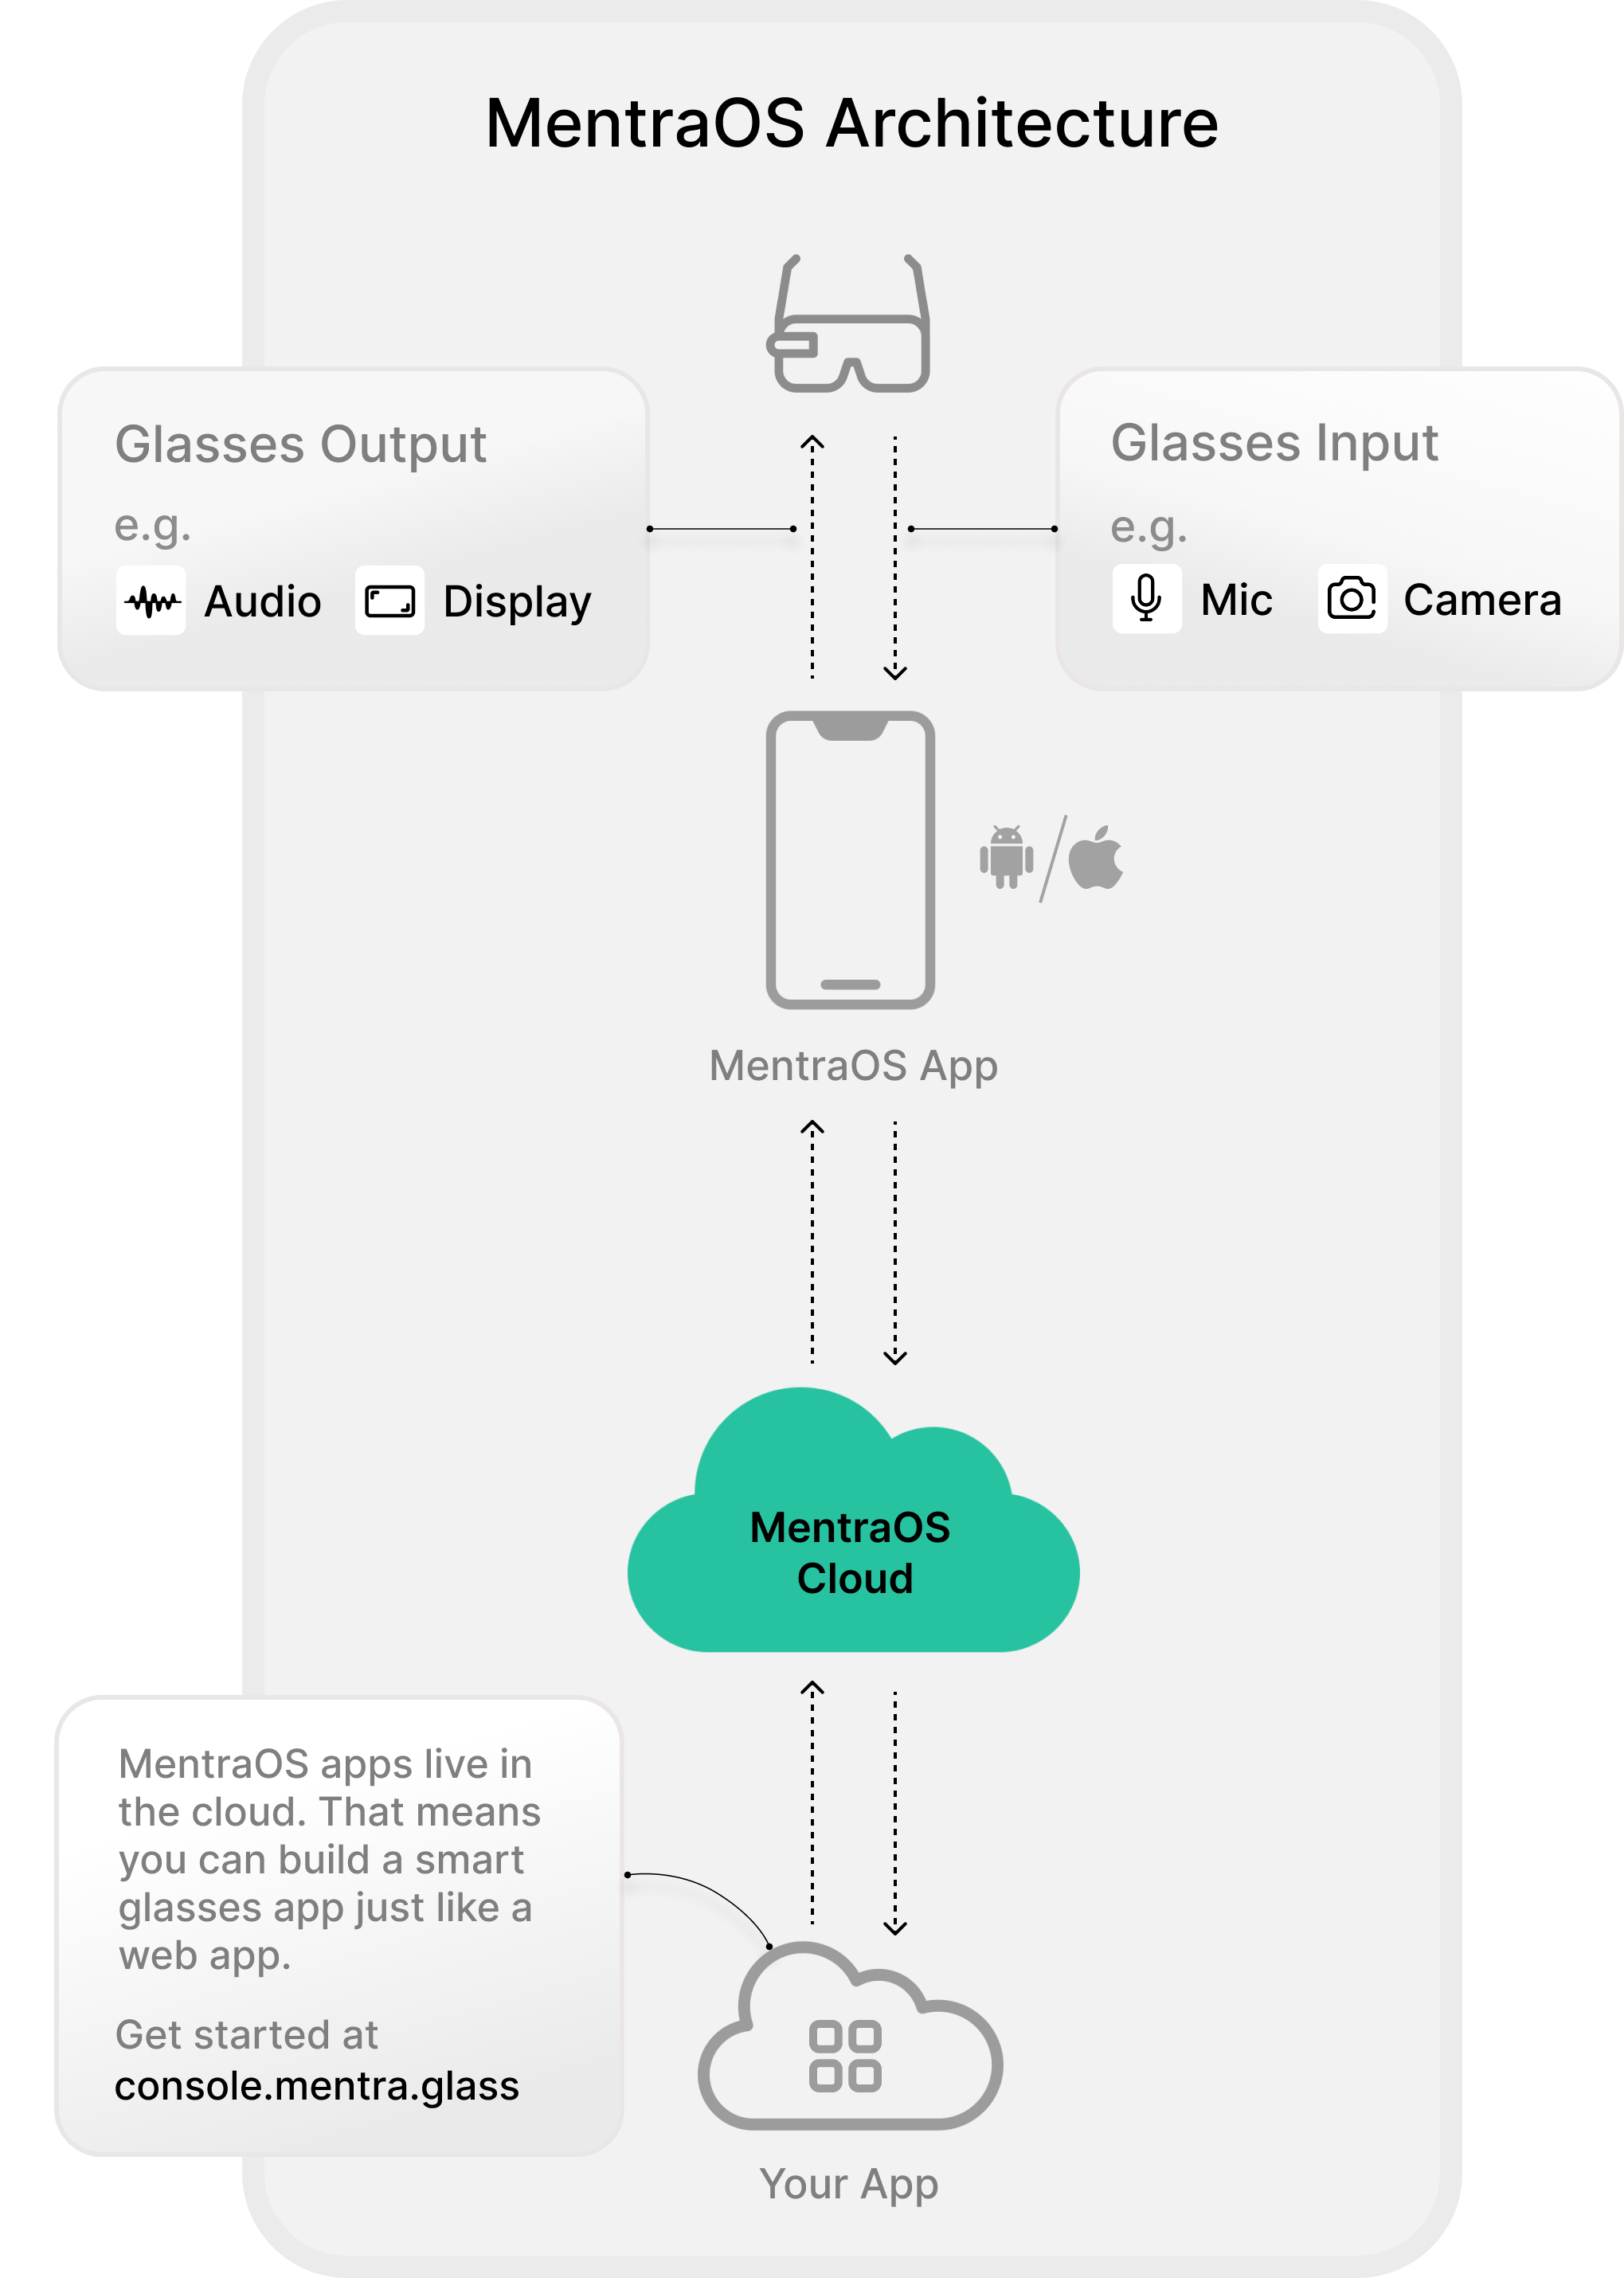 MentraOS Architecture
Glasses Output
e.g.
Audio
Display
Glasses Input
e.g.
Mic
Camera
MentraOS App
MentraOS
Cloud
MentraOS apps live in
the cloud. That means
you can build a smart
glasses app just like a
web app.
Get started at
console.mentra.glass
Your App